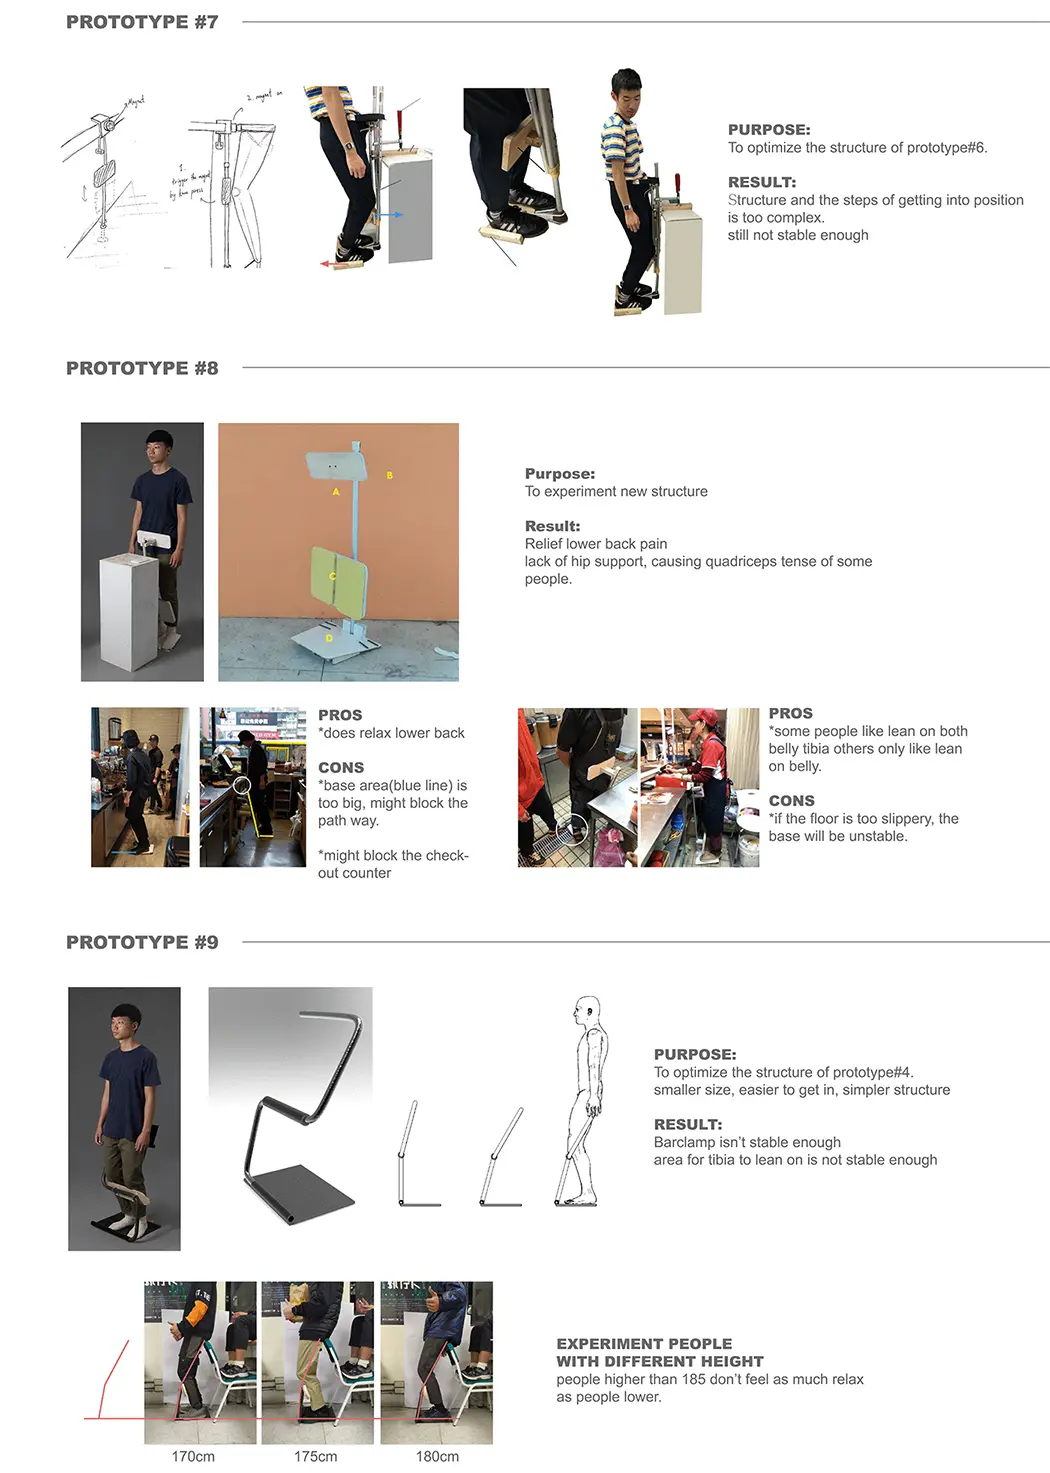 PROTOTYPE #7
Magnet
2. magnet on
1.
trigger the magnet
by knee press
PURPOSE:
To optimize the structure of prototype#6.
RESULT:
Structure and the steps of getting into position
is too complex.
still not stable enough
PROTOTYPE #8
A
B
C
D
Purpose:
To experiment new structure
Result:
Relief lower back pain
lack of hip support, causing quadriceps tense of some
people.
PROS
*does relax lower back
CONS
*base area(blue line) is
too big, might block the
path way.
*might block the check-
out counter
PROS
*some people like lean on both
belly tibia others only like lean
on belly.
CONS
*if the floor is too slippery, the
base will be unstable.
PROTOTYPE #9
PURPOSE:
To optimize the structure of prototype#4.
smaller size, easier to get in, simpler structure
RESULT:
Barclamp isn't stable enough
area for tibia to lean on is not stable enough
EXPERIMENT PEOPLE
WITH DIFFERENT HEIGHT
people higher than 185 don't feel as much relax
as people lower.
170cm
175cm
180cm